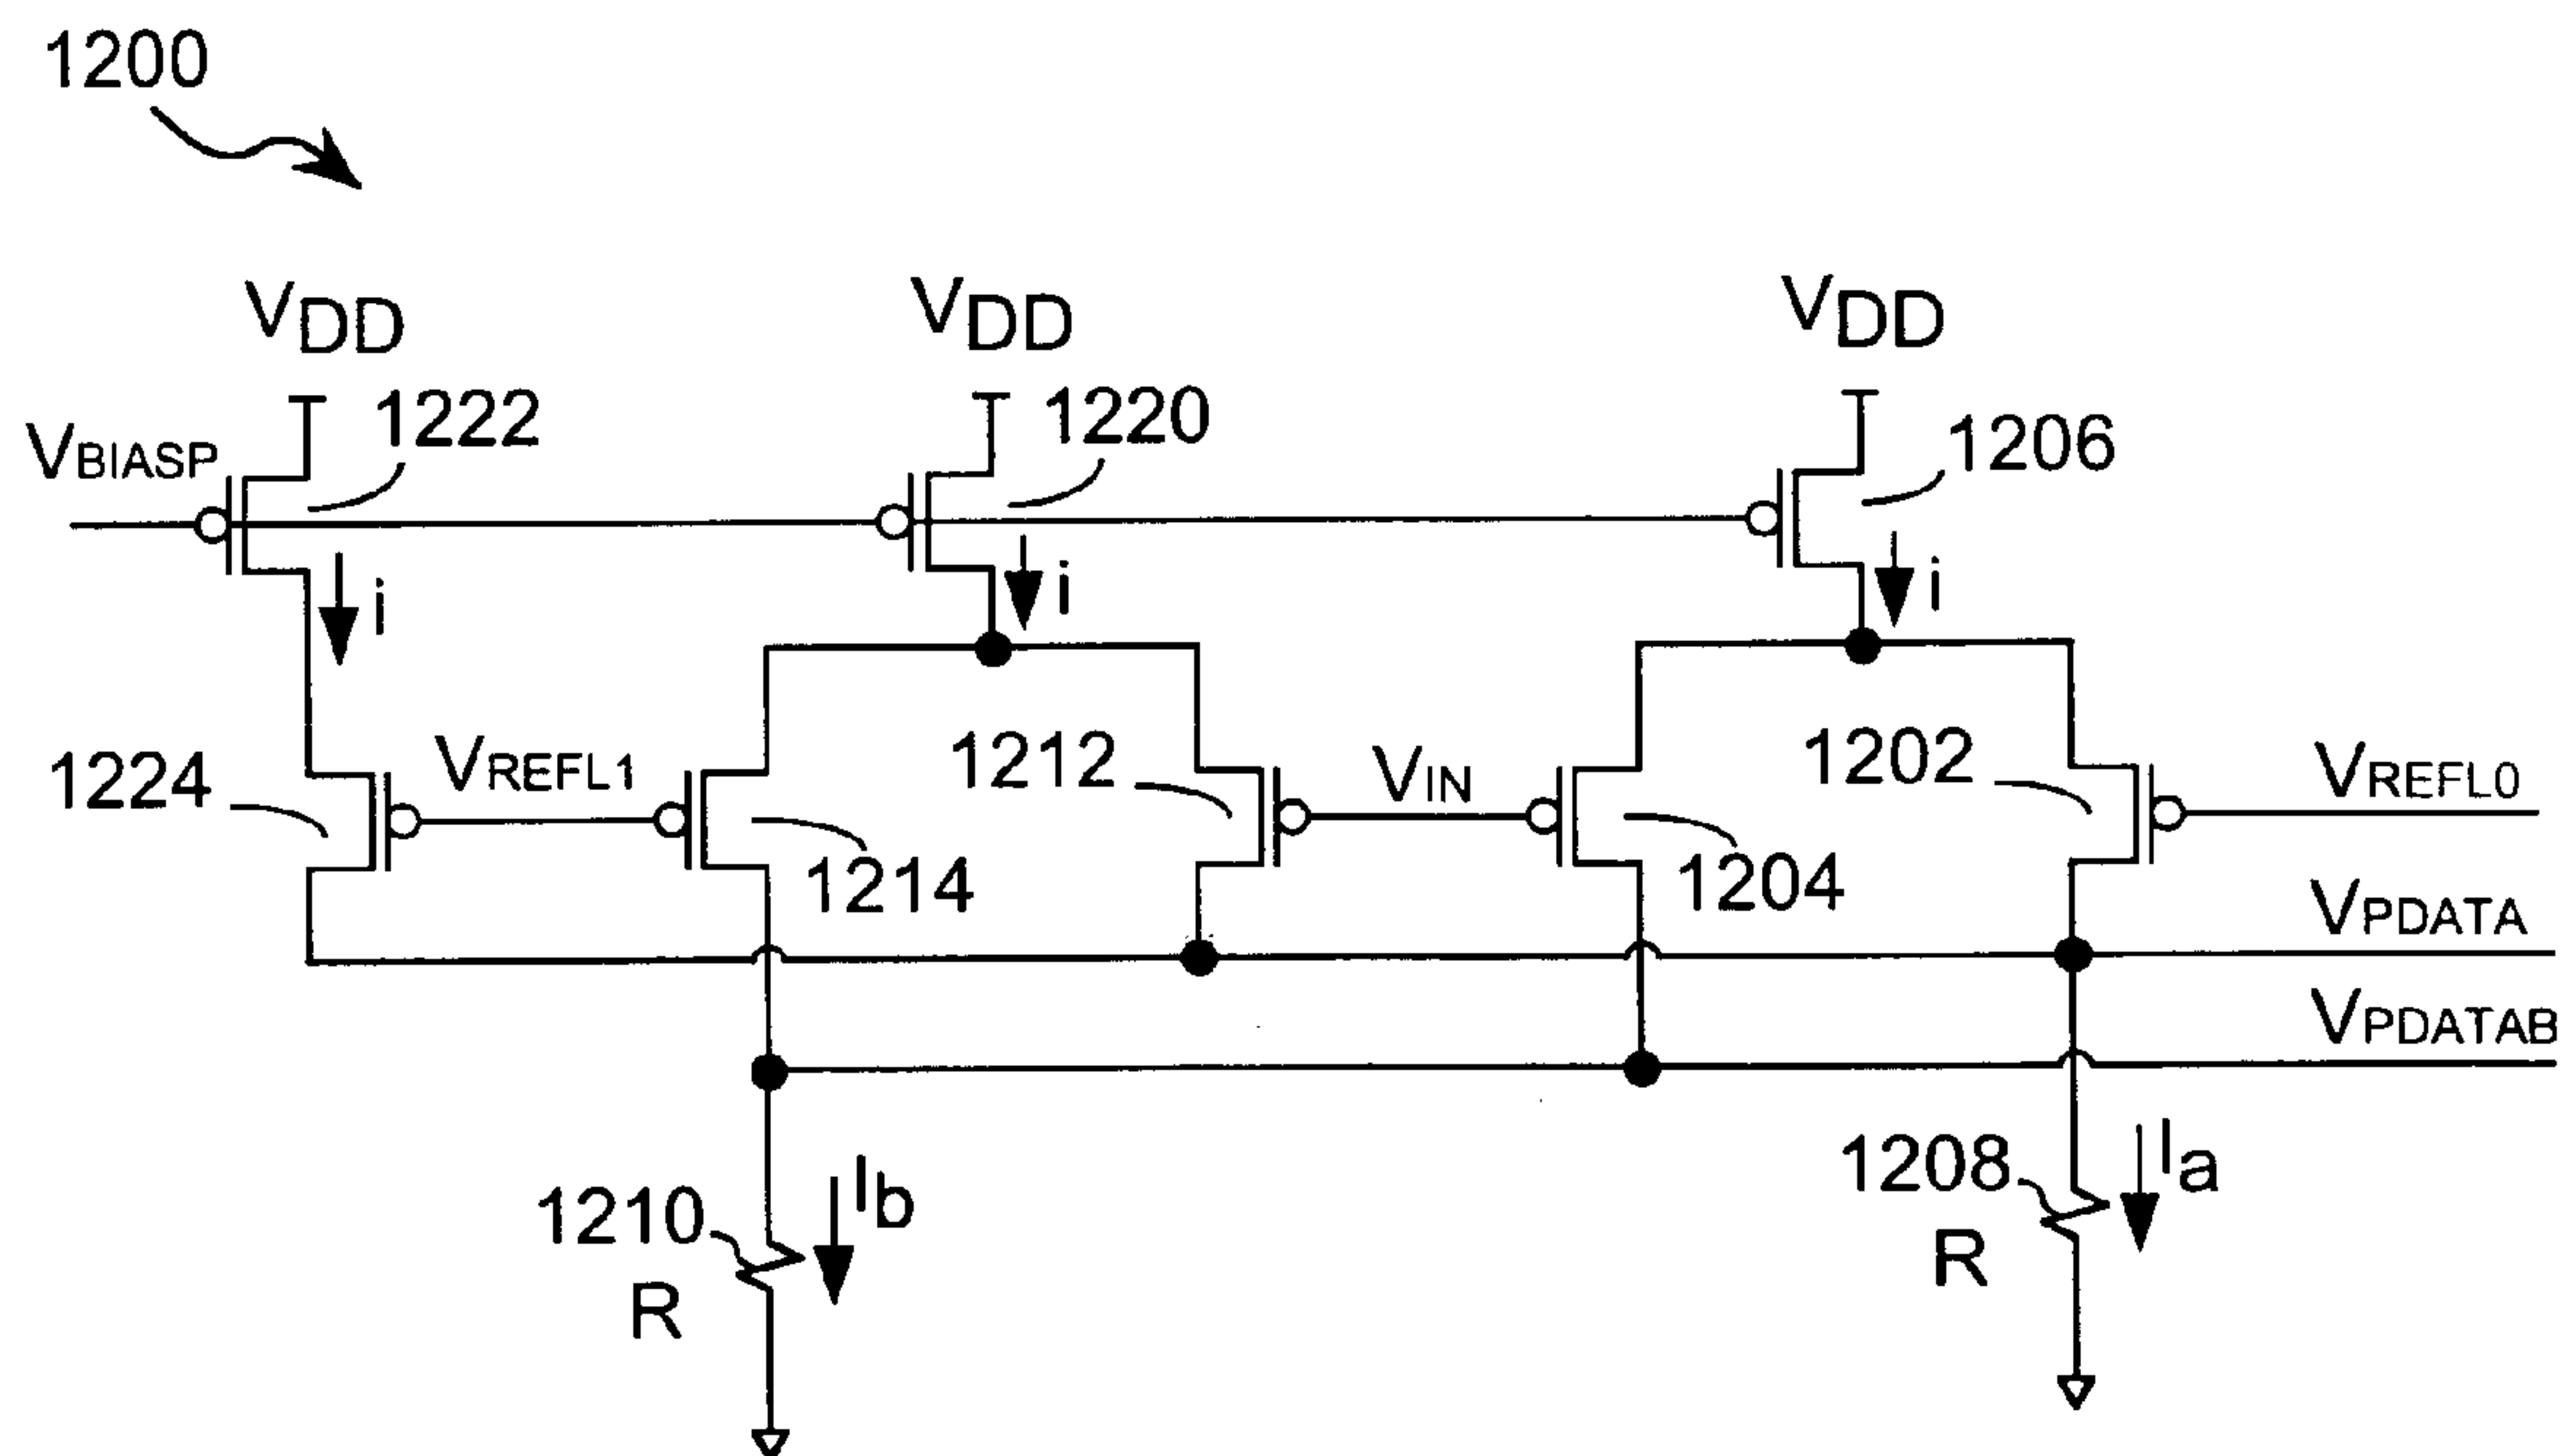 1200
VDD VDD VDD
VBIASP 1222 1220 1206
i i i
1224 VREFL1 1212 VIN 1202 VREFL0
1214 1204 VPDATA
VPDATAB
1210 Ib 1208 Ia
R R